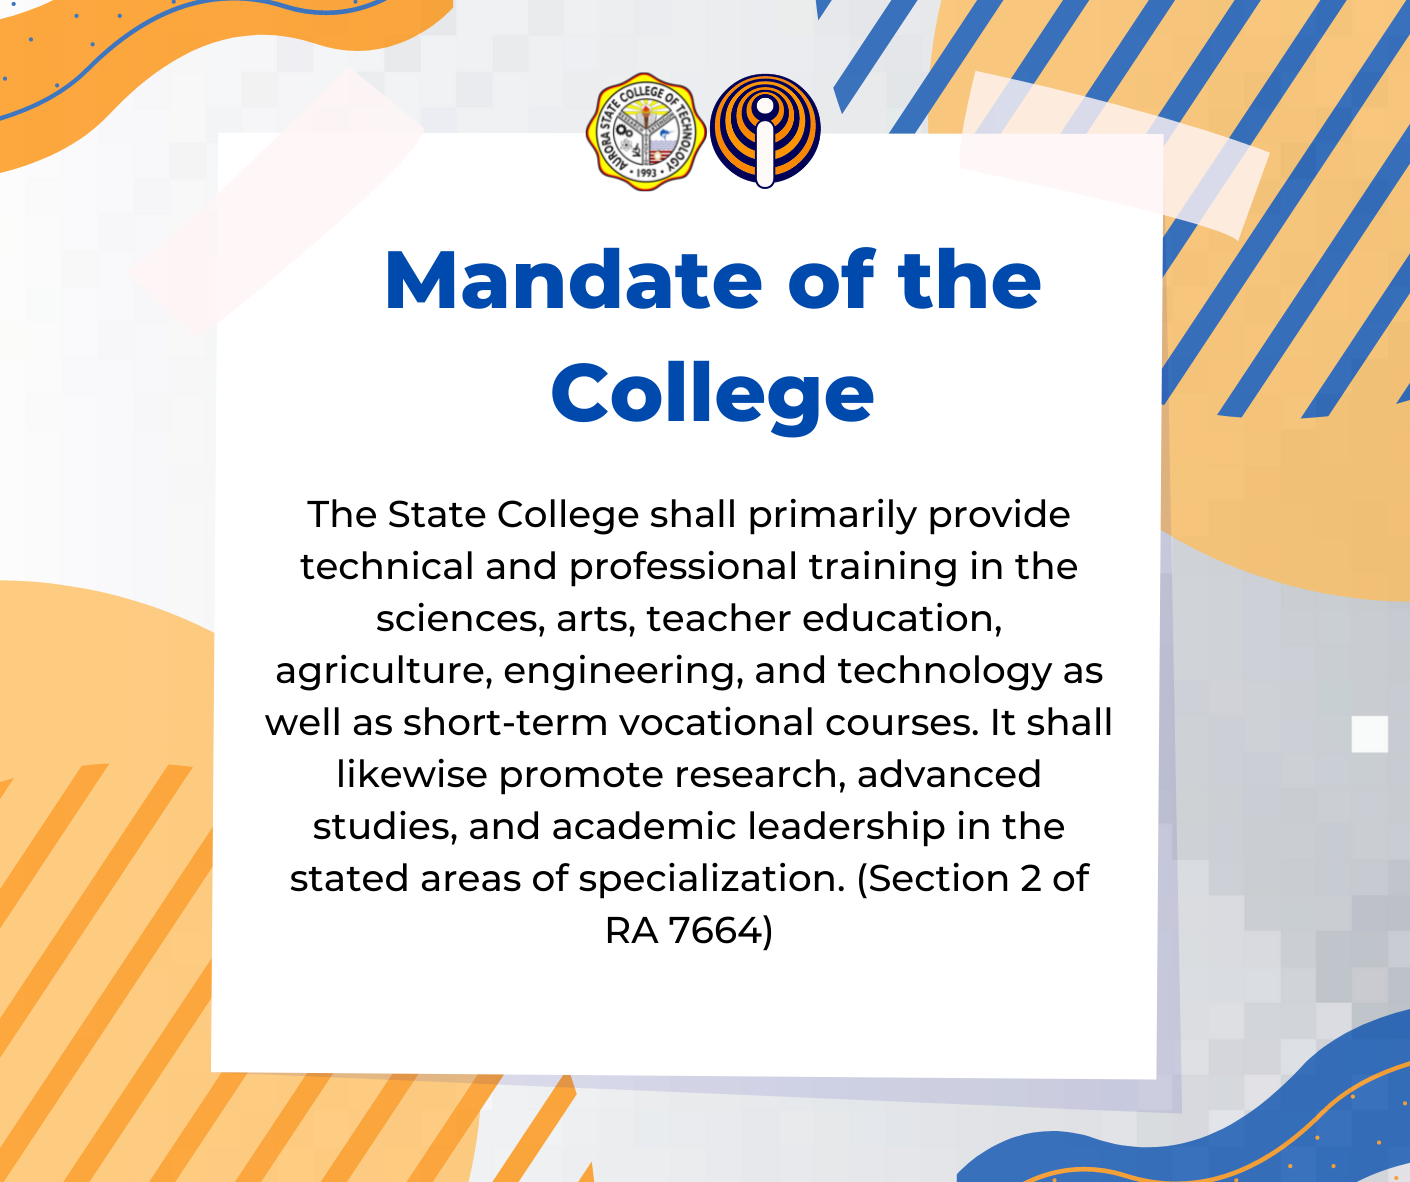 AURORA STATE COLLEGE OF TECHNOLOGY
• 1993 •
Mandate of the
College
The State College shall primarily provide
technical and professional training in the
sciences, arts, teacher education,
agriculture, engineering, and technology as
well as short-term vocational courses. It shall
likewise promote research, advanced
studies, and academic leadership in the
stated areas of specialization. (Section 2 of
RA 7664)